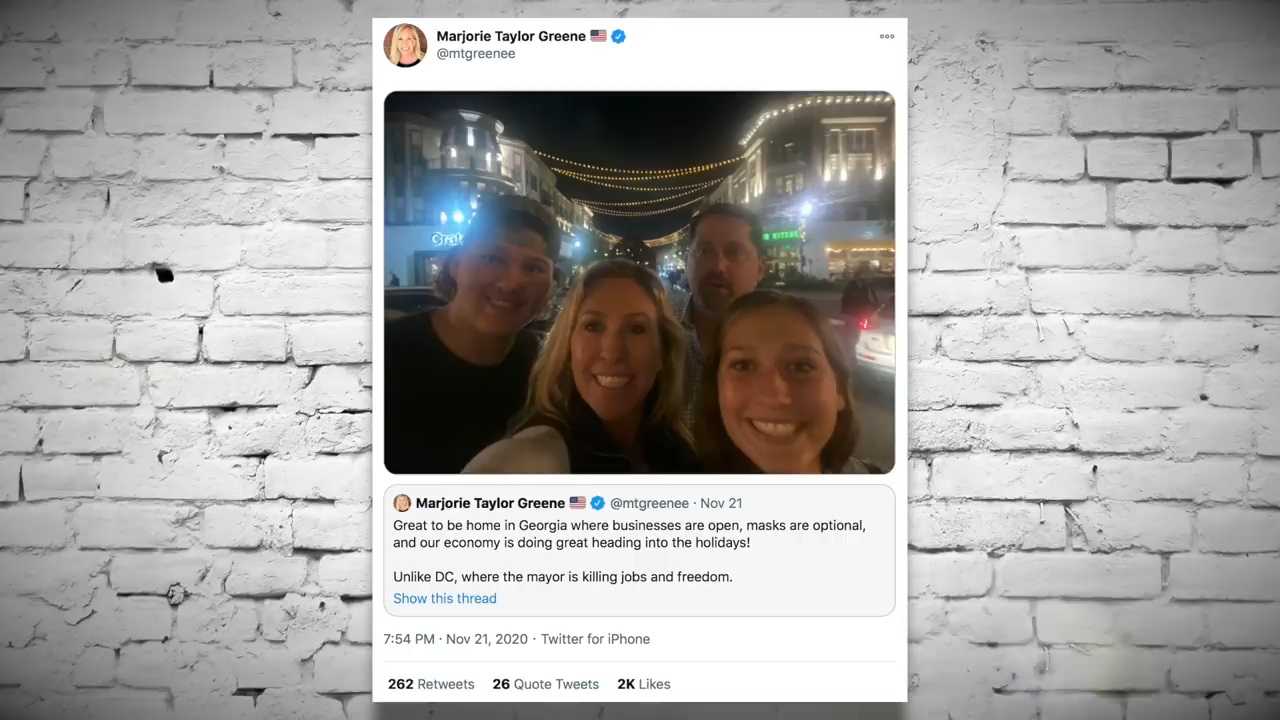 Marjorie Taylor Greene
@mtgreenee
Crat
KITCHE
Marjorie Taylor Greene @mtgreenee · Nov 21
Great to be home in Georgia where businesses are open, masks are optional,
and our economy is doing great heading into the holidays!
Unlike DC, where the mayor is killing jobs and freedom.
Show this thread
7:54 PM · Nov 21, 2020 · Twitter for iPhone
262 Retweets 26 Quote Tweets 2K Likes